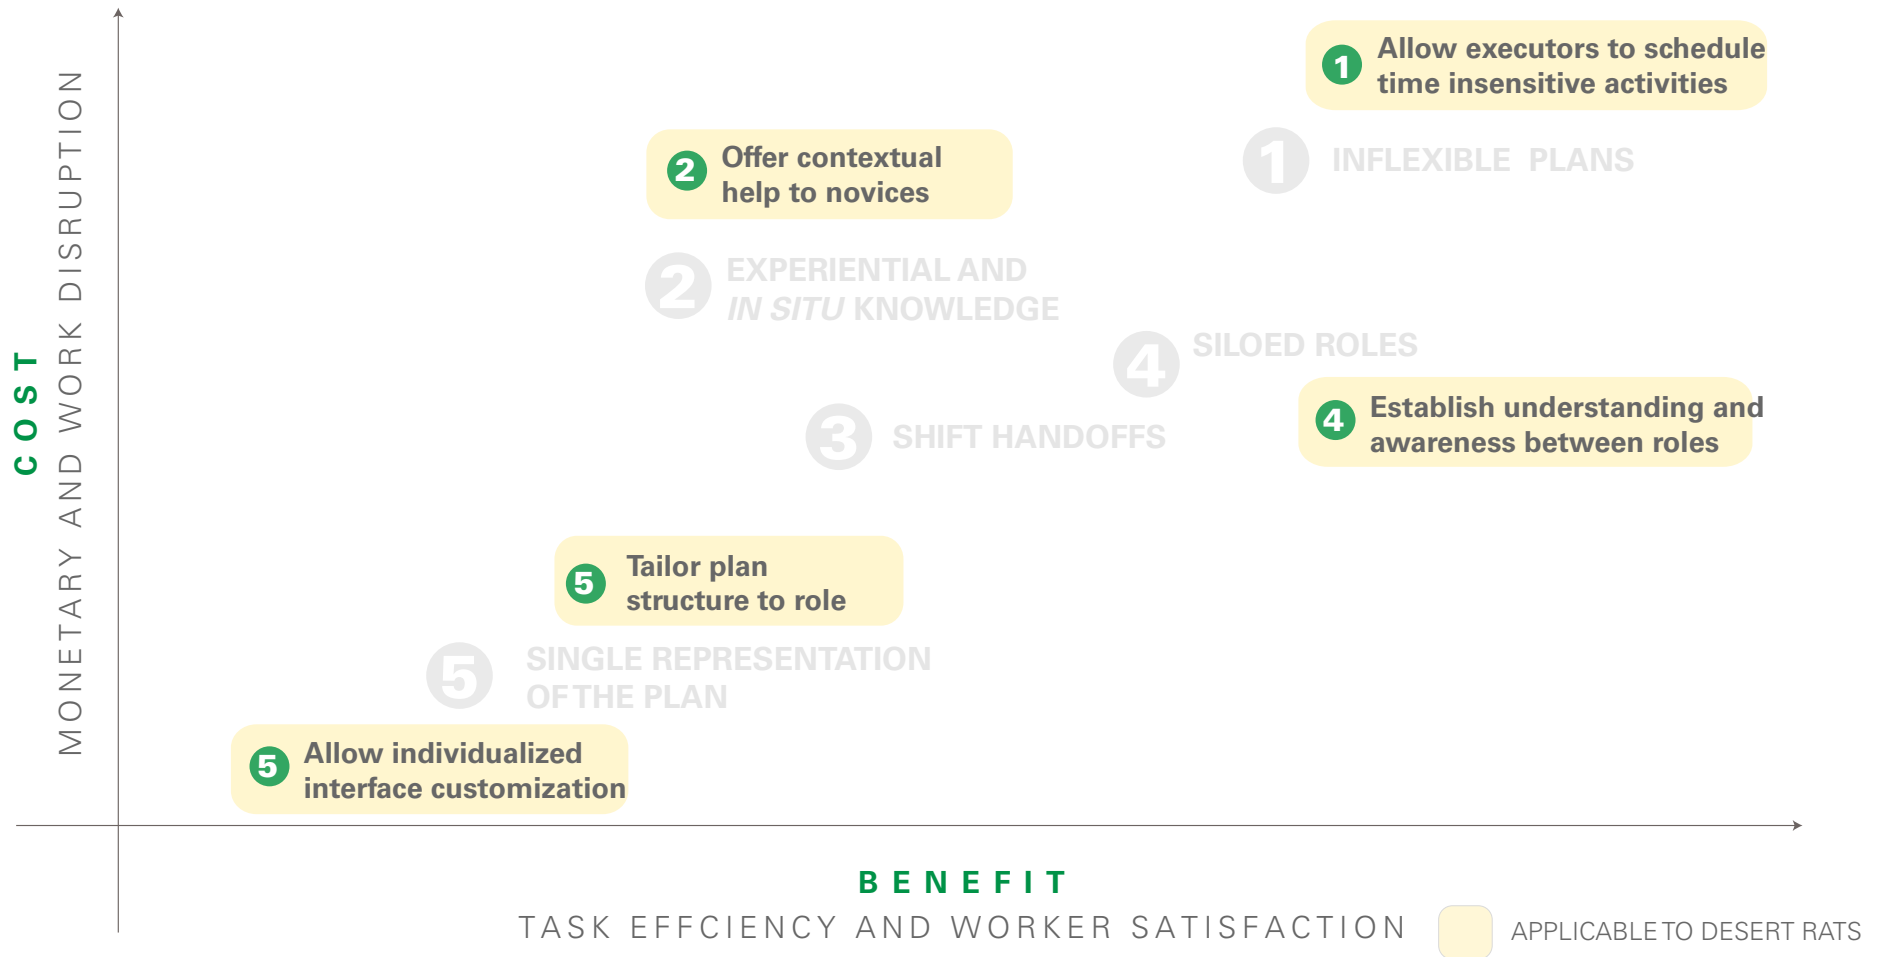 1 Allow executors to schedule
time insensitive activities
1 INFLEXIBLE PLANS
2 Offer contextual
help to novices
2 EXPERIENTIAL AND
IN SITU KNOWLEDGE
4 SILOED ROLES
4 Establish understanding and
awareness between roles
3 SHIFT HANDOFFS
5 Tailor plan
structure to role
5 SINGLE REPRESENTATION
OF THE PLAN
5 Allow individualized
interface customization
COST
MONETARY AND WORK DISRUPTION
BENEFIT
TASK EFFCIENCY AND WORKER SATISFACTION
APPLICABLE TO DESERT RATS